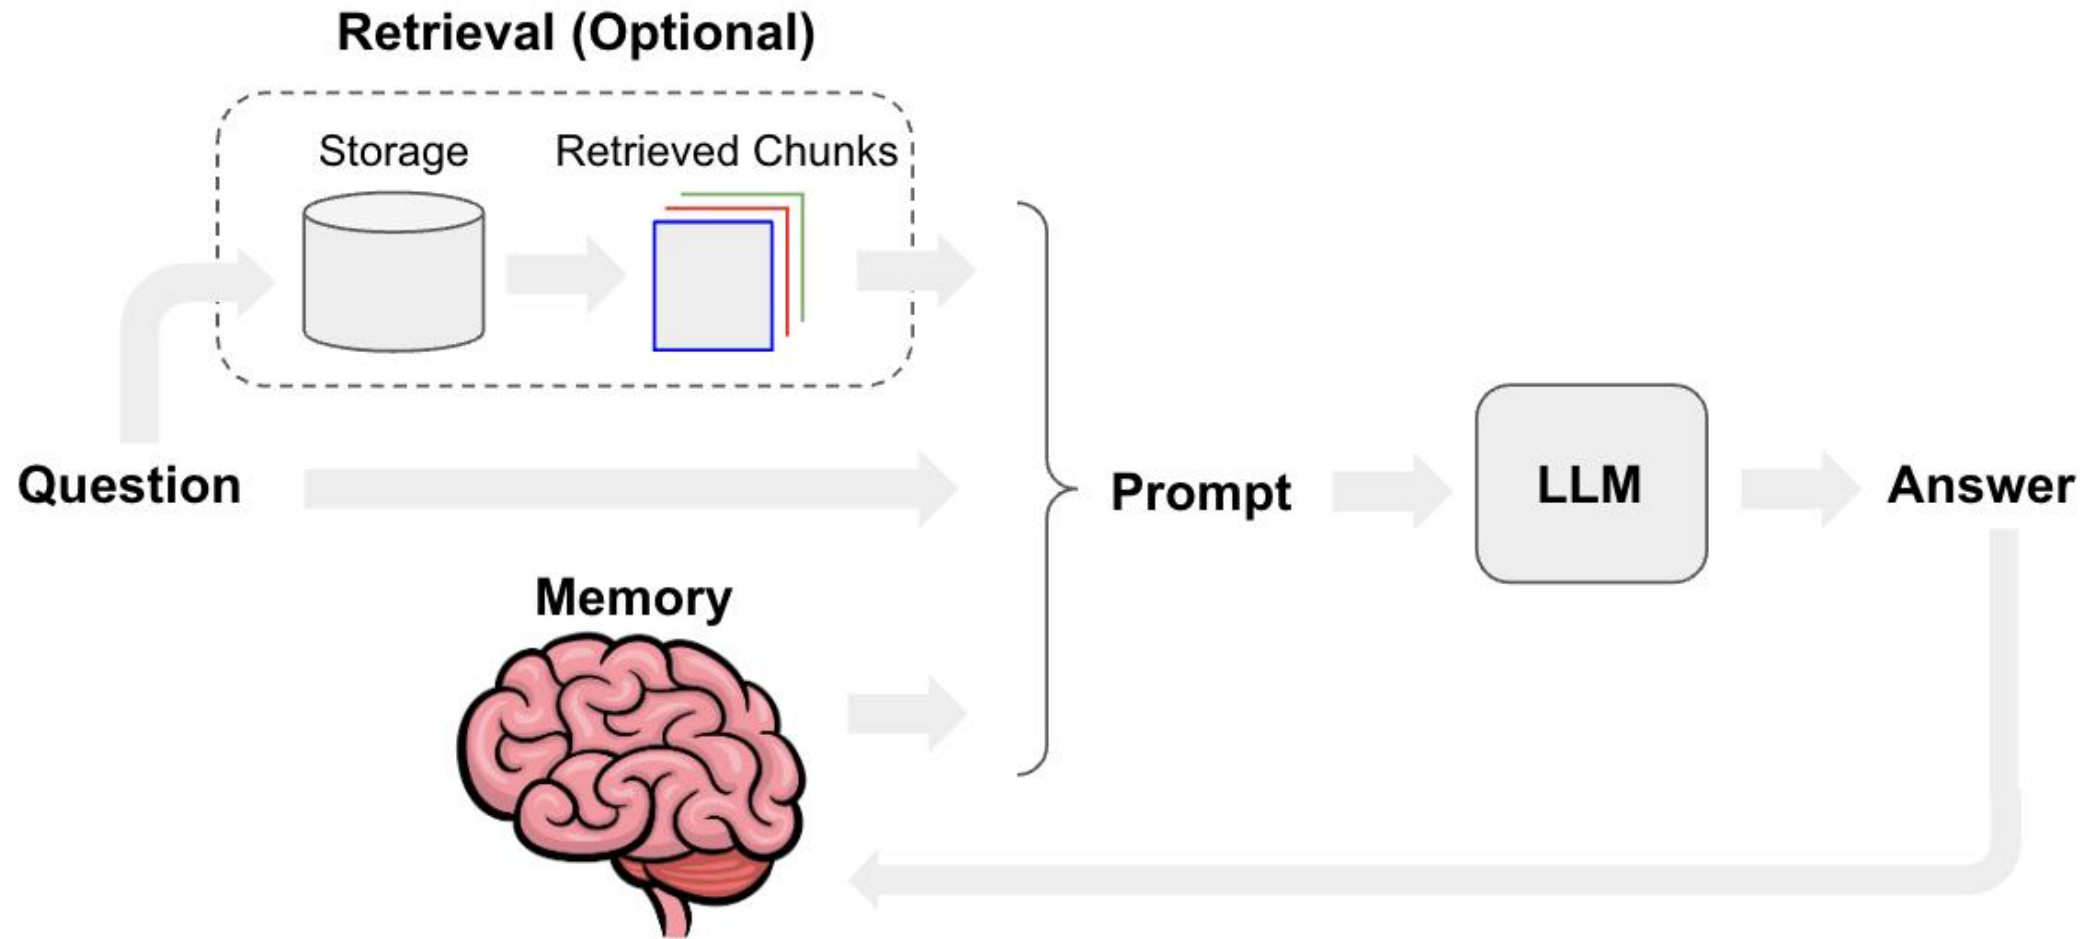 Retrieval (Optional)
Storage
Retrieved Chunks
Question
Prompt
LLM
Answer
Memory